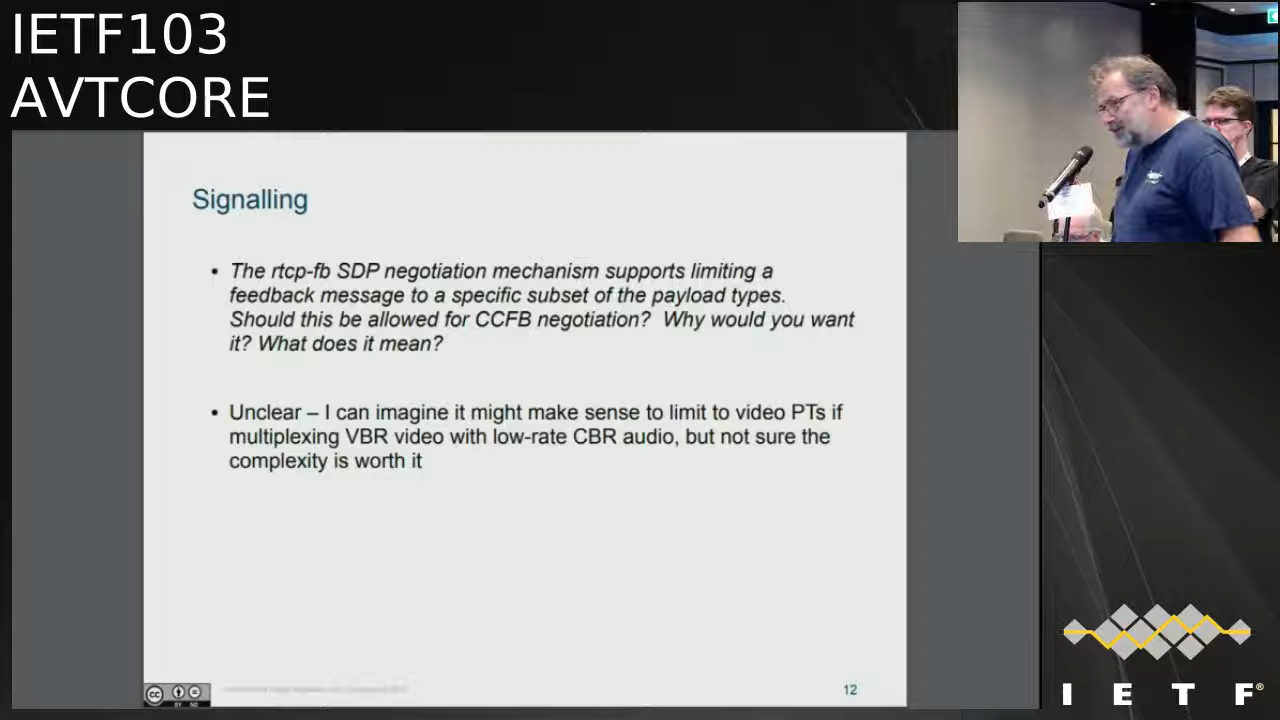 IETF103
AVTCORE
Signalling
• The rtcp-fb SDP negotiation mechanism supports limiting a
feedback message to a specific subset of the payload types.
Should this be allowed for CCFB negotiation?  Why would you want
it? What does it mean?
• Unclear – I can imagine it might make sense to limit to video PTs if
multiplexing VBR video with low-rate CBR audio, but not sure the
complexity is worth it
cc
BY ND
12
I E T F®